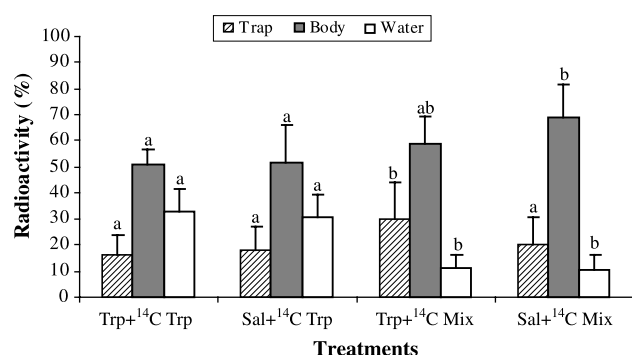 Trap Body Water
Radioactivity (%)
100
90
80
70
60
50
40
30
20
10
0
a a a
a a a
b ab b
a b b
Trp+¹⁴C Trp Sal+¹⁴C Trp Trp+¹⁴C Mix Sal+¹⁴C Mix
Treatments